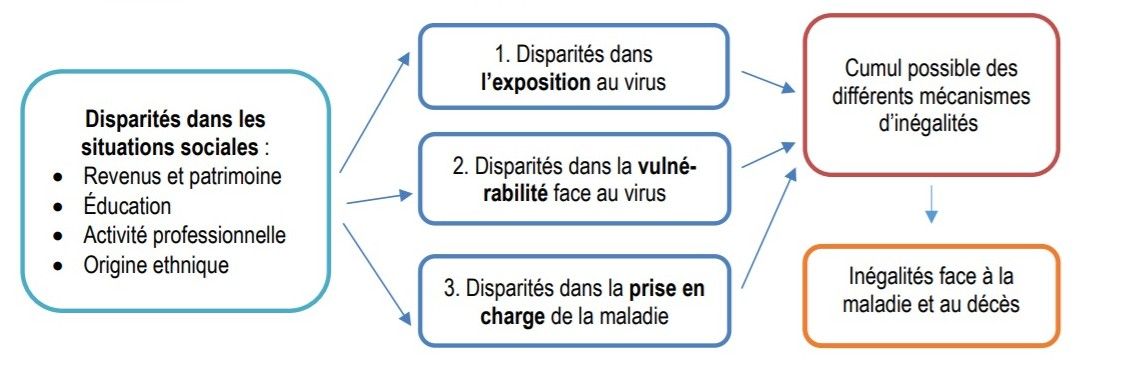 Disparités dans les
situations sociales :
• Revenus et patrimoine
• Éducation
• Activité professionnelle
• Origine ethnique
1. Disparités dans
l’exposition au virus
2. Disparités dans la vulné-
rabilité face au virus
3. Disparités dans la prise en
charge de la maladie
Cumul possible des
différents mécanismes
d’inégalités
Inégalités face à la
maladie et au décès